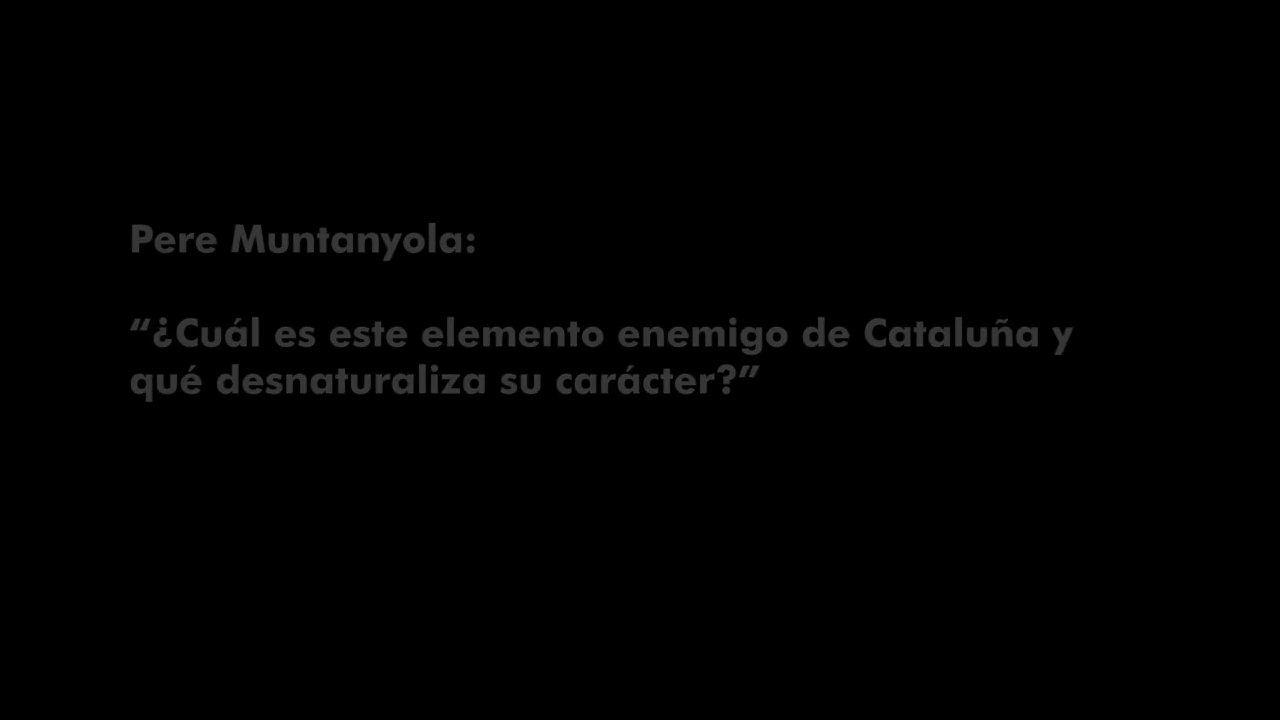 Pere Muntanyola:
“¿Cuál es este elemento enemigo de Cataluña y
qué desnaturaliza su carácter?”